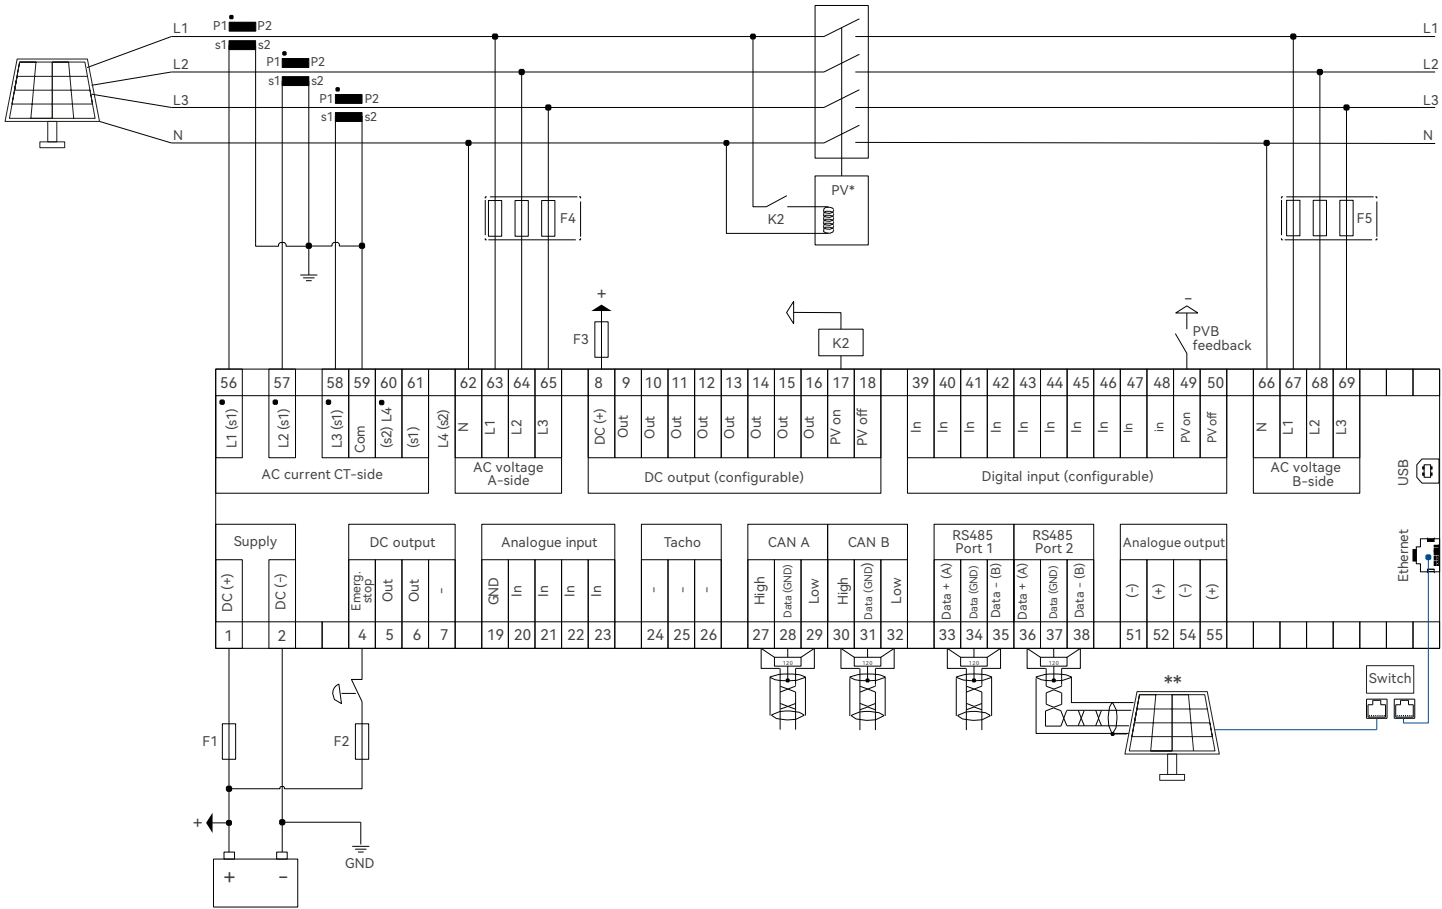 L1
P1 P2
s1 s2
L1
L2
P1 P2
s1 s2
L2
L3
P1 P2
s1 s2
L3
N
N
PV*
K2
F4
F5
+
F3
K2
-
PVB
feedback
56 57 58 59 60 61 62 63 64 65 8 9 10 11 12 13 14 15 16 17 18 39 40 41 42 43 44 45 46 47 48 49 50 66 67 68 69
L1 (s1)
L2 (s1)
L3 (s1)
Com
(s2) L4
(s1)
L4 (s2)
N
L1
L2
L3
DC (+)
Out
Out
Out
Out
Out
Out
Out
Out
PV on
PV off
In
In
In
In
In
In
In
In
In
in
PV on
PV off
N
L1
L2
L3
AC current CT-side
AC voltage
A-side
DC output (configurable)
Digital input (configurable)
AC voltage
B-side
USB
Ethernet
Supply
DC output
Analogue input
Tacho
CAN A
CAN B
RS485
Port 1
RS485
Port 2
Analogue output
DC (+)
DC (-)
Emerg.
stop
Out
Out
-
GND
In
In
In
In
-
-
-
High
Data (GND)
Low
High
Data (GND)
Low
Data + (A)
Data (GND)
Data - (B)
Data + (A)
Data (GND)
Data - (B)
(-)
(+)
(-)
(+)
1 2 4 5 6 7 19 20 21 22 23 24 25 26 27 28 29 30 31 32 33 34 35 36 37 38 51 52 54 55
120 120 120 120
**
Switch
F1
F2
+
GND
+ -